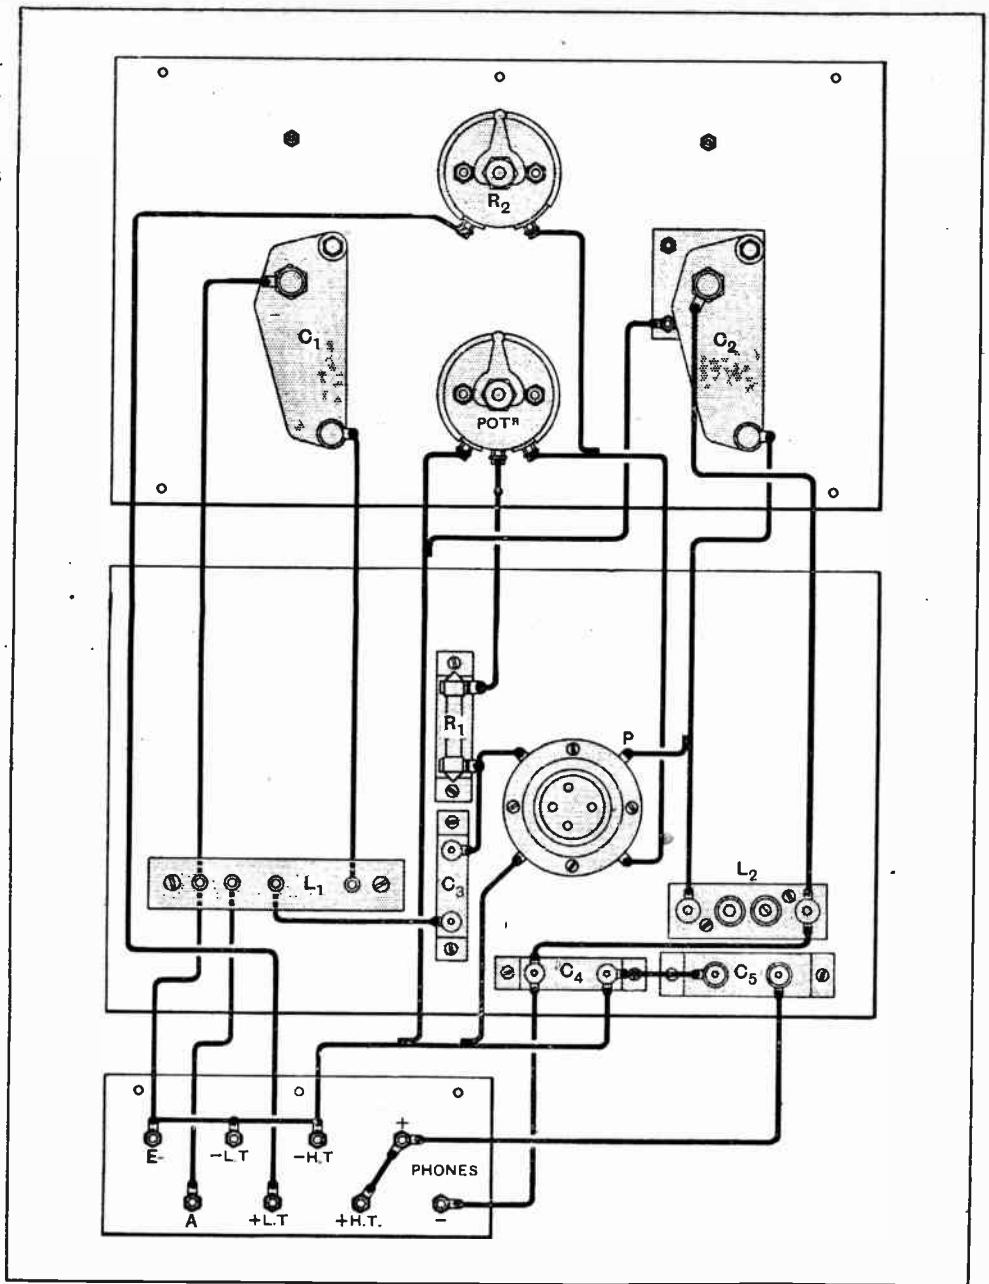 R2
C1
C2
POTR
R1
P
L1
C3
L2
C4
C5
E -L.T -H.T +
PHONES
A +L.T +H.T. -